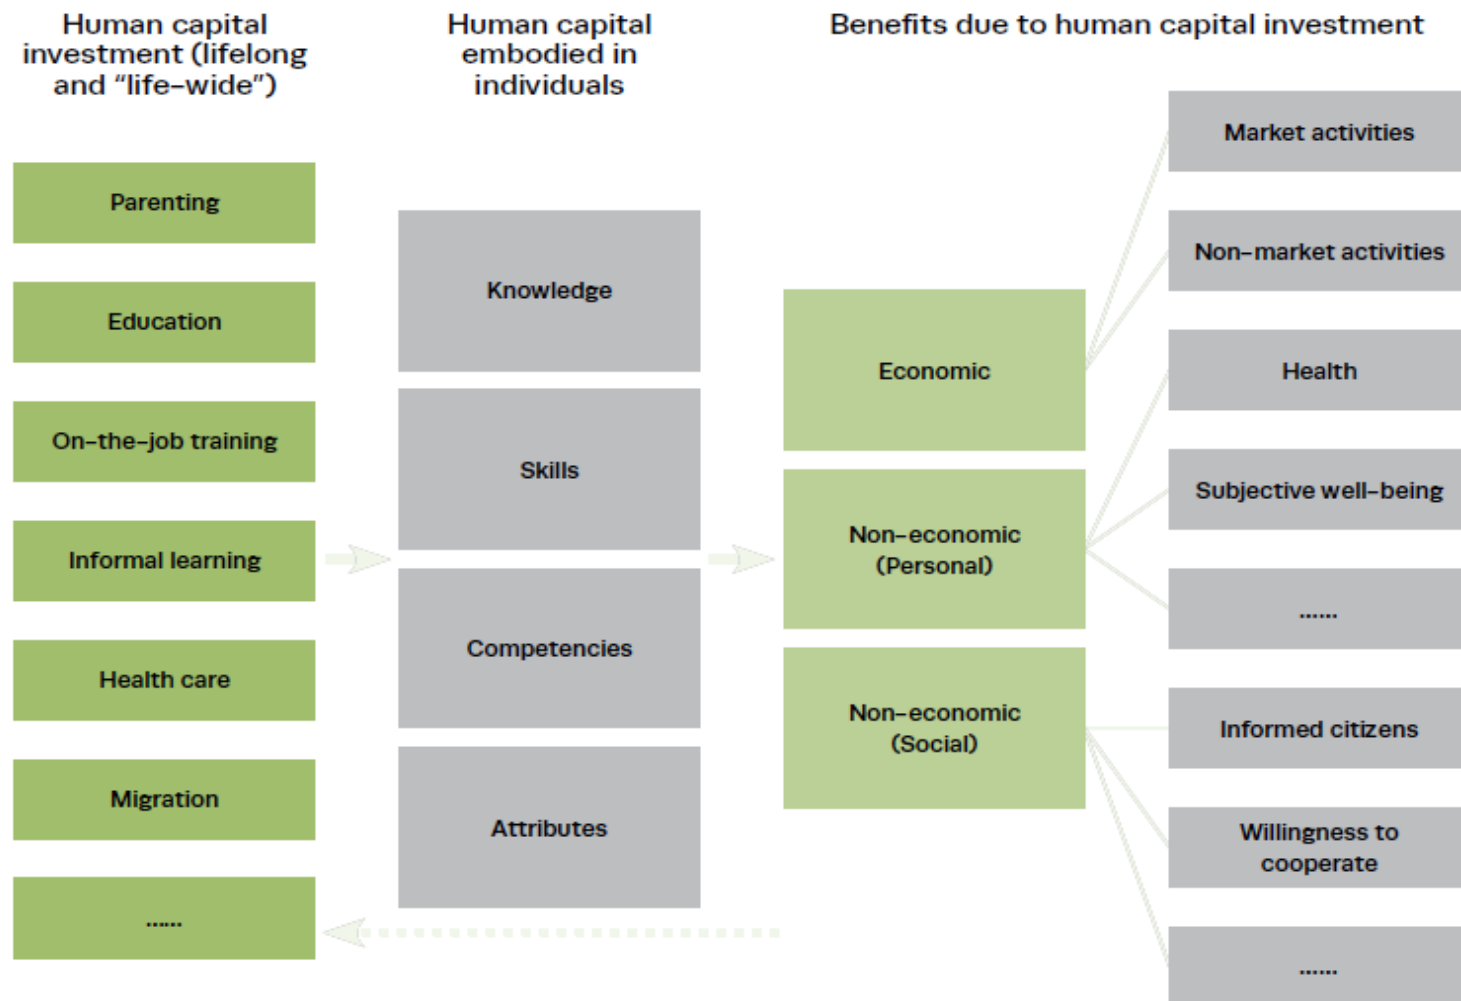 Human capital
investment (lifelong
and “life-wide”)
Human capital
embodied in
individuals
Benefits due to human capital investment
Parenting
Education
On-the-job training
Informal learning
Health care
Migration
......
Knowledge
Skills
Competencies
Attributes
Economic
Non-economic
(Personal)
Non-economic
(Social)
Market activities
Non-market activities
Health
Subjective well-being
......
Informed citizens
Willingness to
cooperate
......